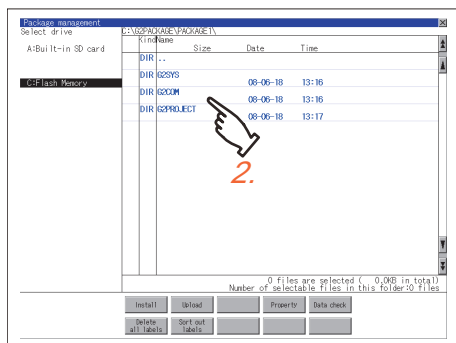 Package management
Select drive
C:\G2PACKAGE\PACKAGE1\
Kind Name
Size Date Time
A:Built-in SD card
DIR ..
DIR G2SYS
08-06-18 13:16
C:Flash Memory
DIR G2COM
08-06-18 13:16
DIR G2PROJECT
08-06-18 13:17
2.
0 files are selected ( 0.0KB in total)
Number of selectable files in this folder:0 files
Install Upload Property Data check
Delete all labels Sort out labels